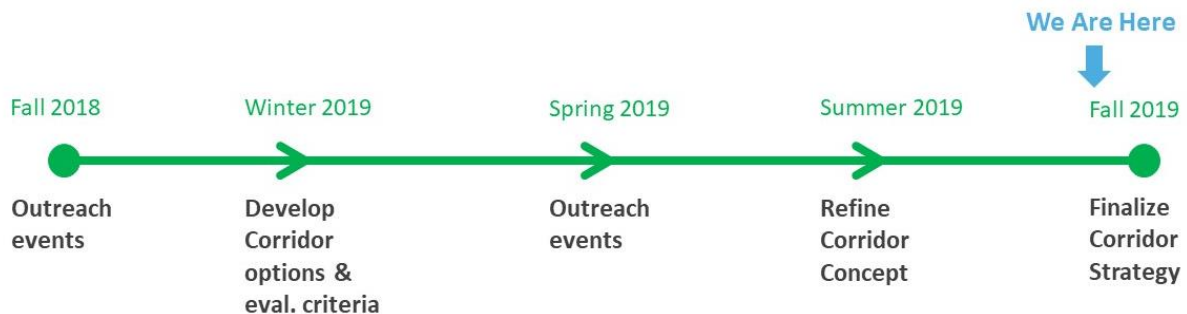 We Are Here
Fall 2018
Winter 2019
Spring 2019
Summer 2019
Fall 2019
Outreach
events
Develop
Corridor
options &
eval. criteria
Outreach
events
Refine
Corridor
Concept
Finalize
Corridor
Strategy